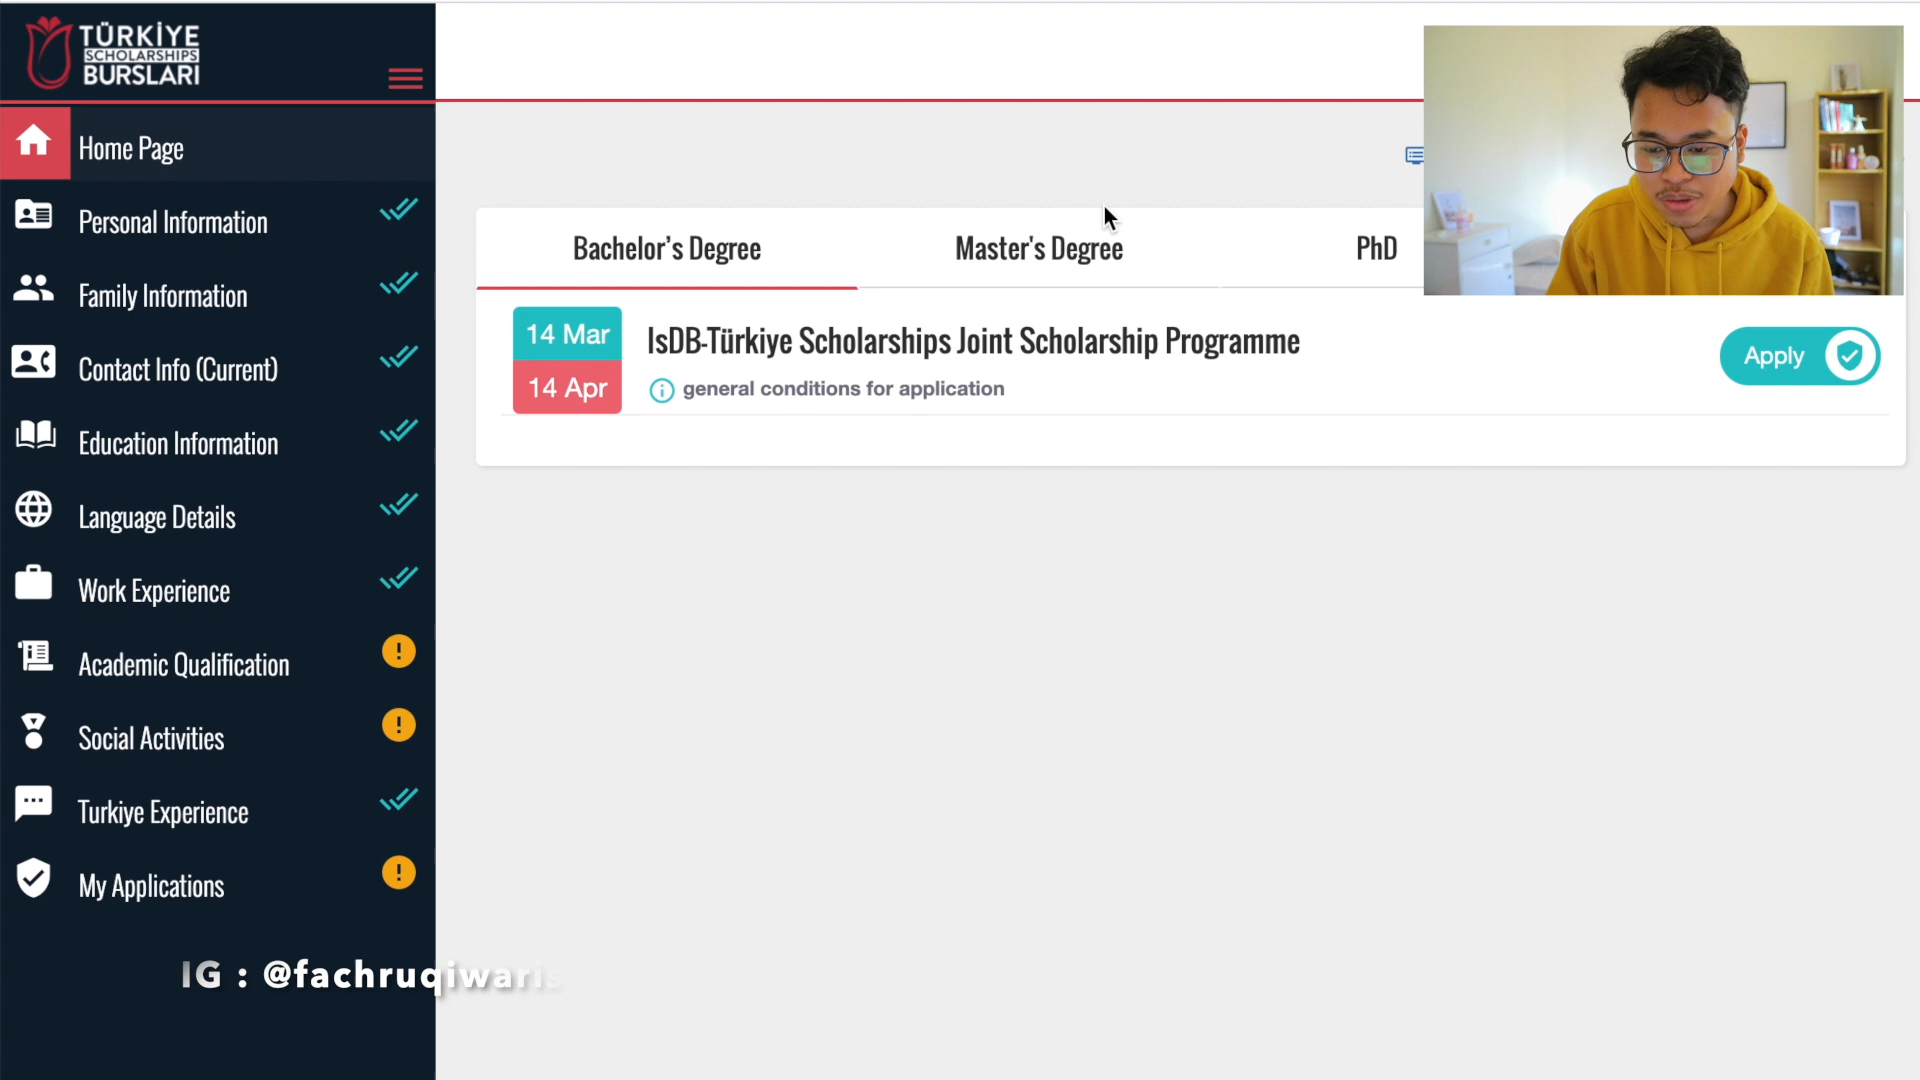 TÜRKİYE
SCHOLARSHIPS
BURSLARI
Home Page
Personal Information
Family Information
Contact Info (Current)
Education Information
Language Details
Work Experience
Academic Qualification
Social Activities
Turkiye Experience
My Applications
Bachelor’s Degree
Master's Degree
PhD
14 Mar
14 Apr
IsDB-Türkiye Scholarships Joint Scholarship Programme
general conditions for application
Apply
IG : @fachruqiwaris